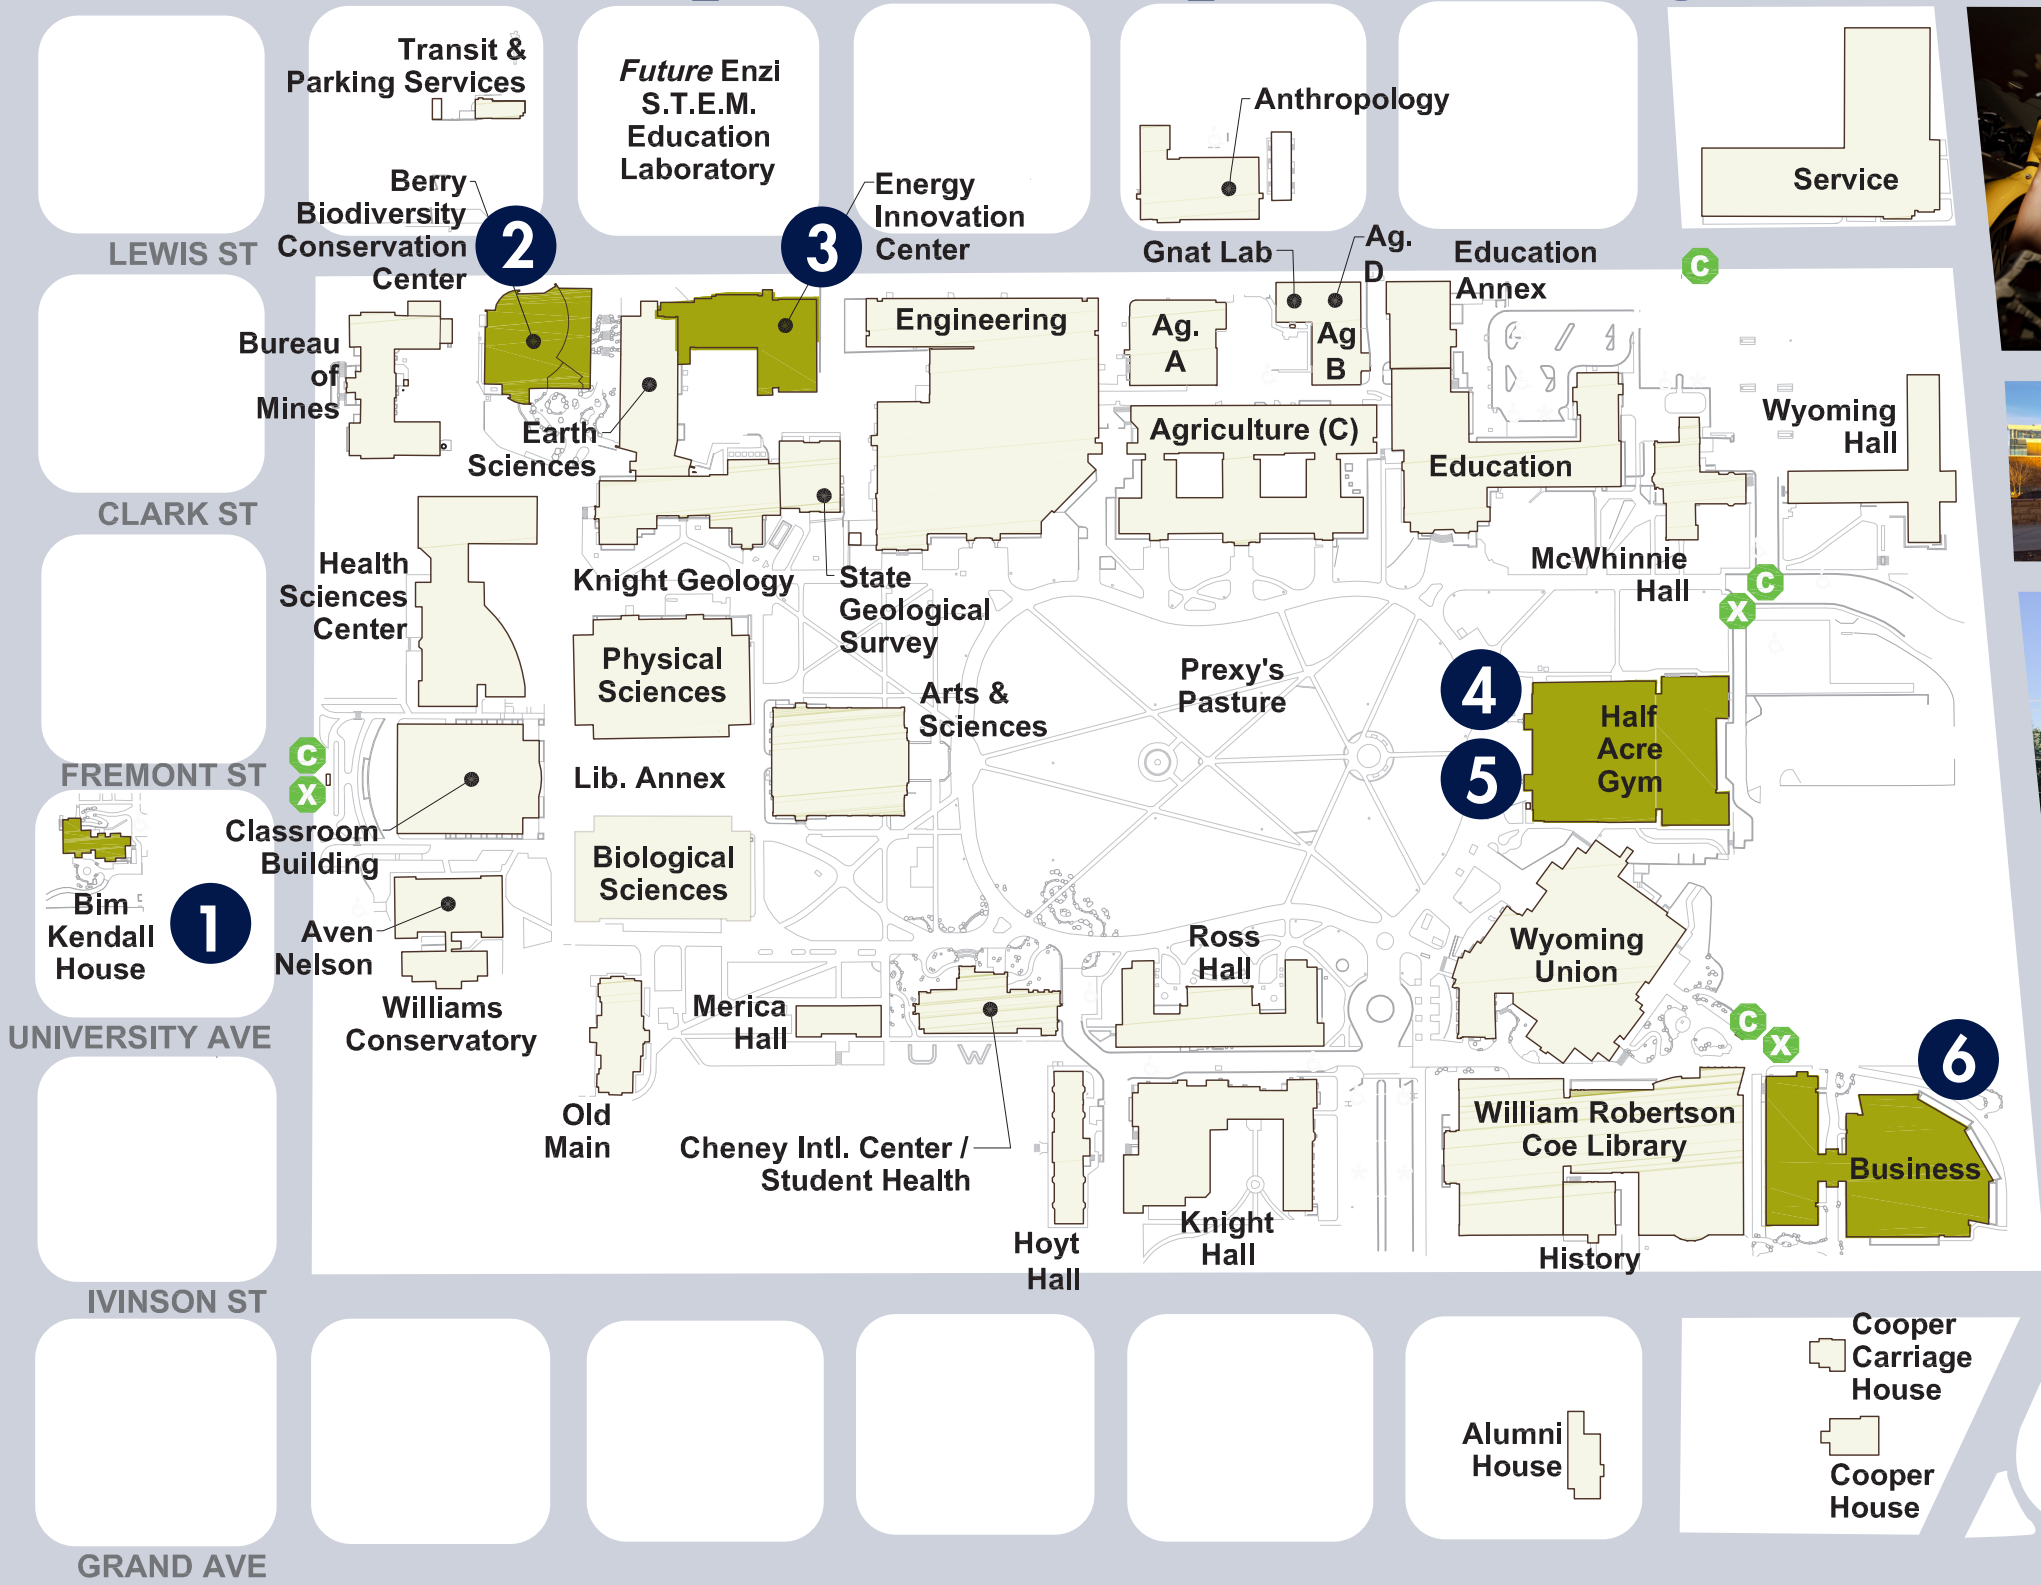 Transit &
Parking Services
Future Enzi
S.T.E.M.
Education
Laboratory
Anthropology
Service
Berry
Biodiversity
Conservation
Center
2
3
Energy
Innovation
Center
LEWIS ST
Gnat Lab
Ag.
D
Education
Annex
C
Bureau
of
Mines
Engineering
Ag.
A
Ag
B
Earth
Sciences
Agriculture (C)
Education
Wyoming
Hall
CLARK ST
Health
Sciences
Center
Knight Geology
State
Geological
Survey
McWhinnie
Hall
C
X
Physical
Sciences
Arts &
Sciences
Prexy's
Pasture
4
5
Half
Acre
Gym
C
X
FREMONT ST
Lib. Annex
Classroom
Building
Biological
Sciences
Bim
Kendall
House
1
Aven
Nelson
Williams
Conservatory
Ross
Hall
Wyoming
Union
UNIVERSITY AVE
Merica
Hall
U W
C
X
6
Old
Main
Cheney Intl. Center /
Student Health
William Robertson
Coe Library
Business
Hoyt
Hall
Knight
Hall
History
IVINSON ST
Cooper
Carriage
House
Alumni
House
Cooper
House
GRAND AVE